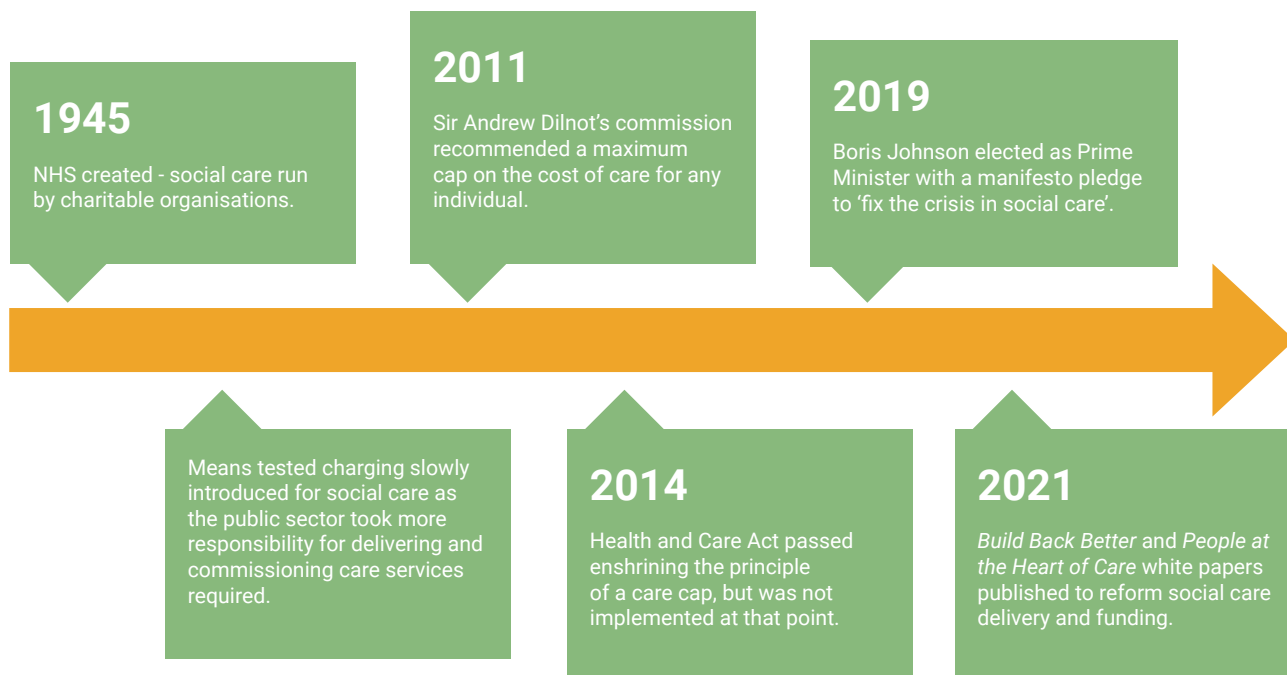 1945
NHS created - social care run
by charitable organisations.
Means tested charging slowly
introduced for social care as
the public sector took more
responsibility for delivering and
commissioning care services
required.
2011
Sir Andrew Dilnot’s commission
recommended a maximum
cap on the cost of care for any
individual.
2014
Health and Care Act passed
enshrining the principle
of a care cap, but was not
implemented at that point.
2019
Boris Johnson elected as Prime
Minister with a manifesto pledge
to ‘fix the crisis in social care’.
2021
Build Back Better and People at
the Heart of Care white papers
published to reform social care
delivery and funding.